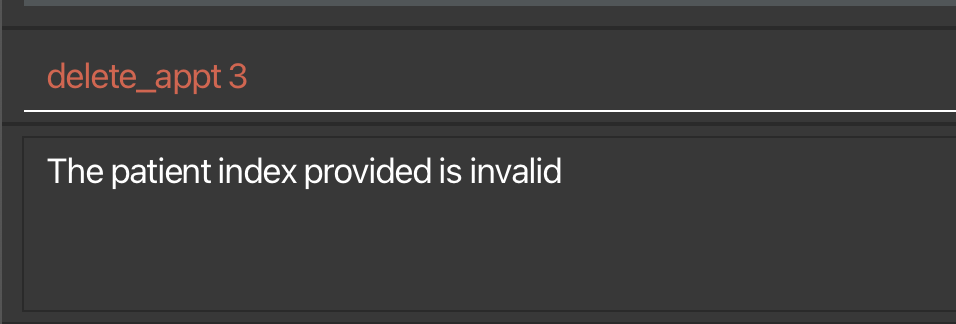 delete_appt 3
The patient index provided is invalid